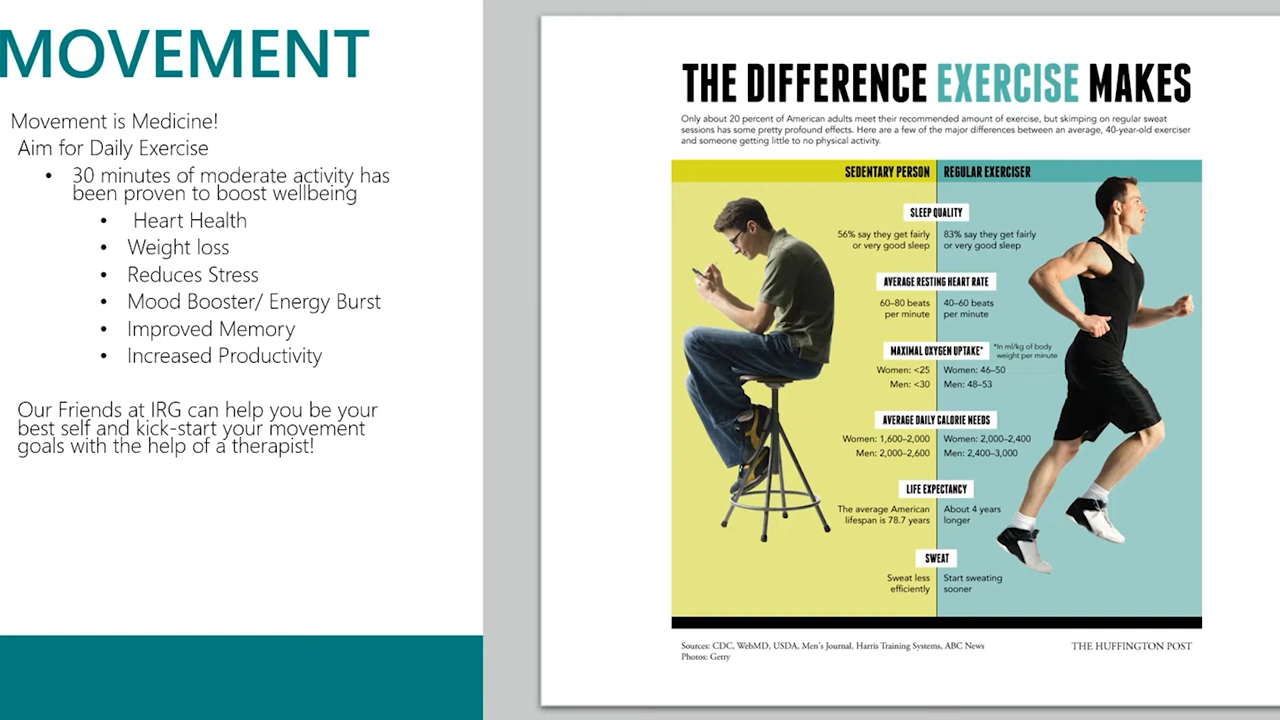 MOVEMENT
Movement is Medicine!
Aim for Daily Exercise
• 30 minutes of moderate activity has
been proven to boost wellbeing
• Heart Health
• Weight loss
• Reduces Stress
• Mood Booster/ Energy Burst
• Improved Memory
• Increased Productivity
Our Friends at IRG can help you be your
best self and kick-start your movement
goals with the help of a therapist!
THE DIFFERENCE EXERCISE MAKES
Only about 20 percent of American adults meet their recommended amount of exercise, but skimping on regular sweat
sessions has some pretty profound effects. Here are a few of the major differences between an average, 40-year-old exerciser
and someone getting little to no physical activity.
SEDENTARY PERSON REGULAR EXERCISER
SLEEP QUALITY
56% say they get fairly
or very good sleep
83% say they get fairly
or very good sleep
AVERAGE RESTING HEART RATE
60–80 beats
per minute
40–60 beats
per minute
MAXIMAL OXYGEN UPTAKE*
*In ml/kg of body
weight per minute
Women: <25
Men: <30
Women: 46–50
Men: 48–53
AVERAGE DAILY CALORIE NEEDS
Women: 1,600–2,000
Men: 2,000–2,600
Women: 2,000–2,400
Men: 2,400–3,000
LIFE EXPECTANCY
The average American
lifespan is 78.7 years
About 4 years
longer
SWEAT
Sweat less
efficiently
Start sweating
sooner
Sources: CDC, WebMD, USDA, Men's Journal, Harris Training Systems, ABC News
Photos: Getty
THE HUFFINGTON POST